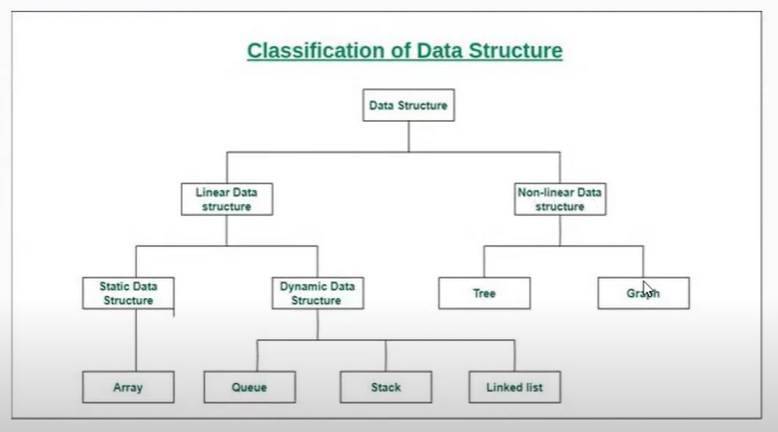 Classification of Data Structure
Data Structure
Linear Data
structure
Non-linear Data
structure
Static Data
Structure
Dynamic Data
Structure
Tree
Graph
Array
Queue
Stack
Linked list